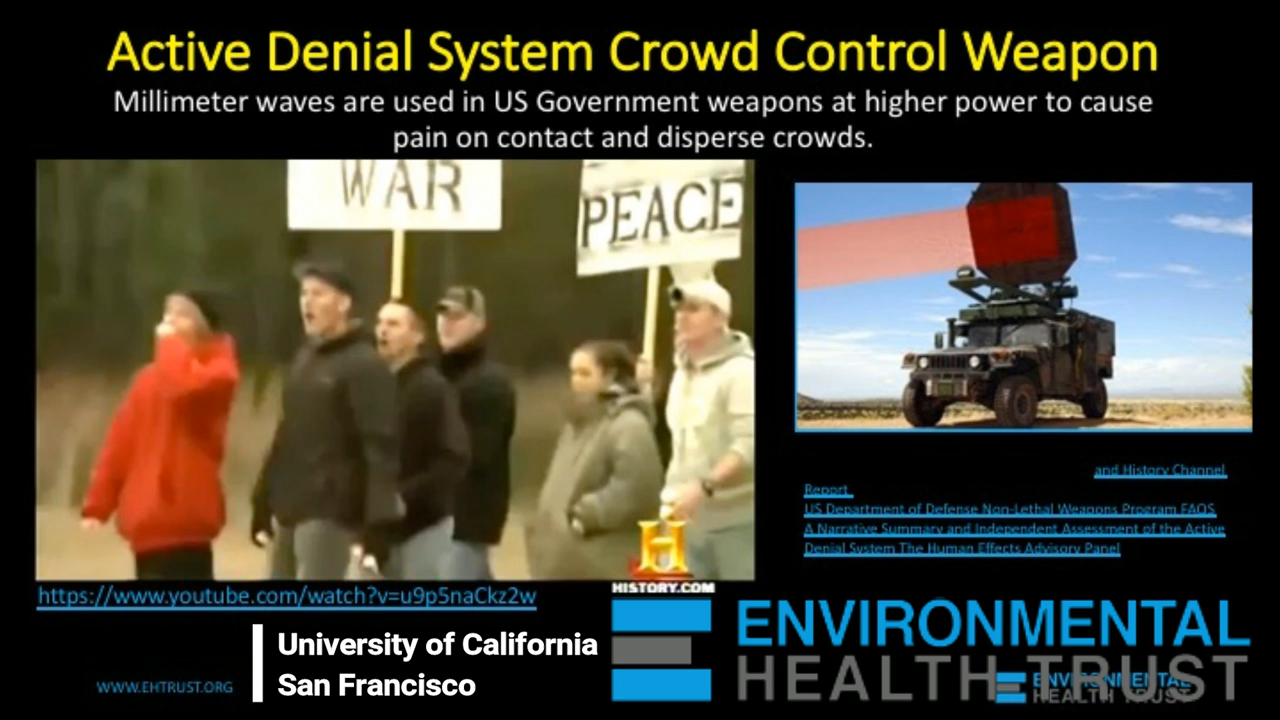 Active Denial System Crowd Control Weapon
Millimeter waves are used in US Government weapons at higher power to cause
pain on contact and disperse crowds.
WAR
PEACE
and History Channel
Report
US Department of Defense Non-Lethal Weapons Program FAQS
A Narrative Summary and Independent Assessment of the Active
Denial System The Human Effects Advisory Panel
H
HISTORY.COM
https://www.youtube.com/watch?v=u9p5naCkz2w
University of California
San Francisco
WWW.EHTRUST.ORG
ENVIRONMENTAL
HEALTH TRUST
ENVIRONMENTAL
HEALTH TRUST